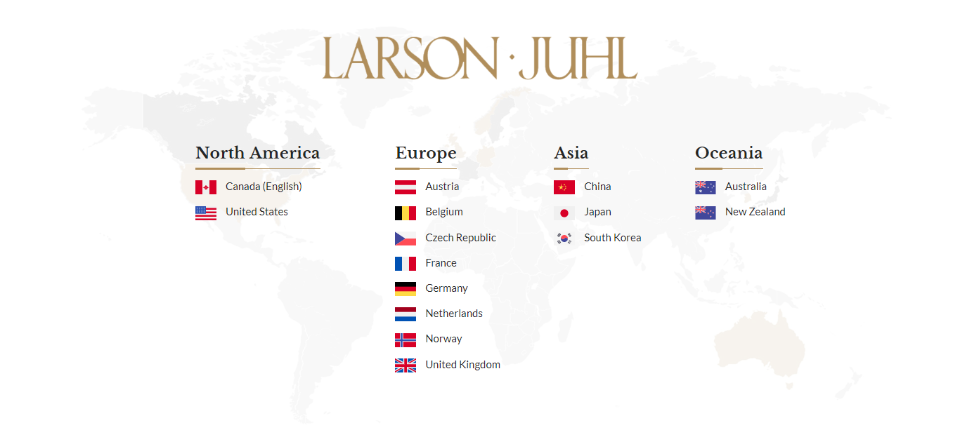 LARSON · JUHL
North America
Canada (English)
United States
Europe
Austria
Belgium
Czech Republic
France
Germany
Netherlands
Norway
United Kingdom
Asia
China
Japan
South Korea
Oceania
Australia
New Zealand